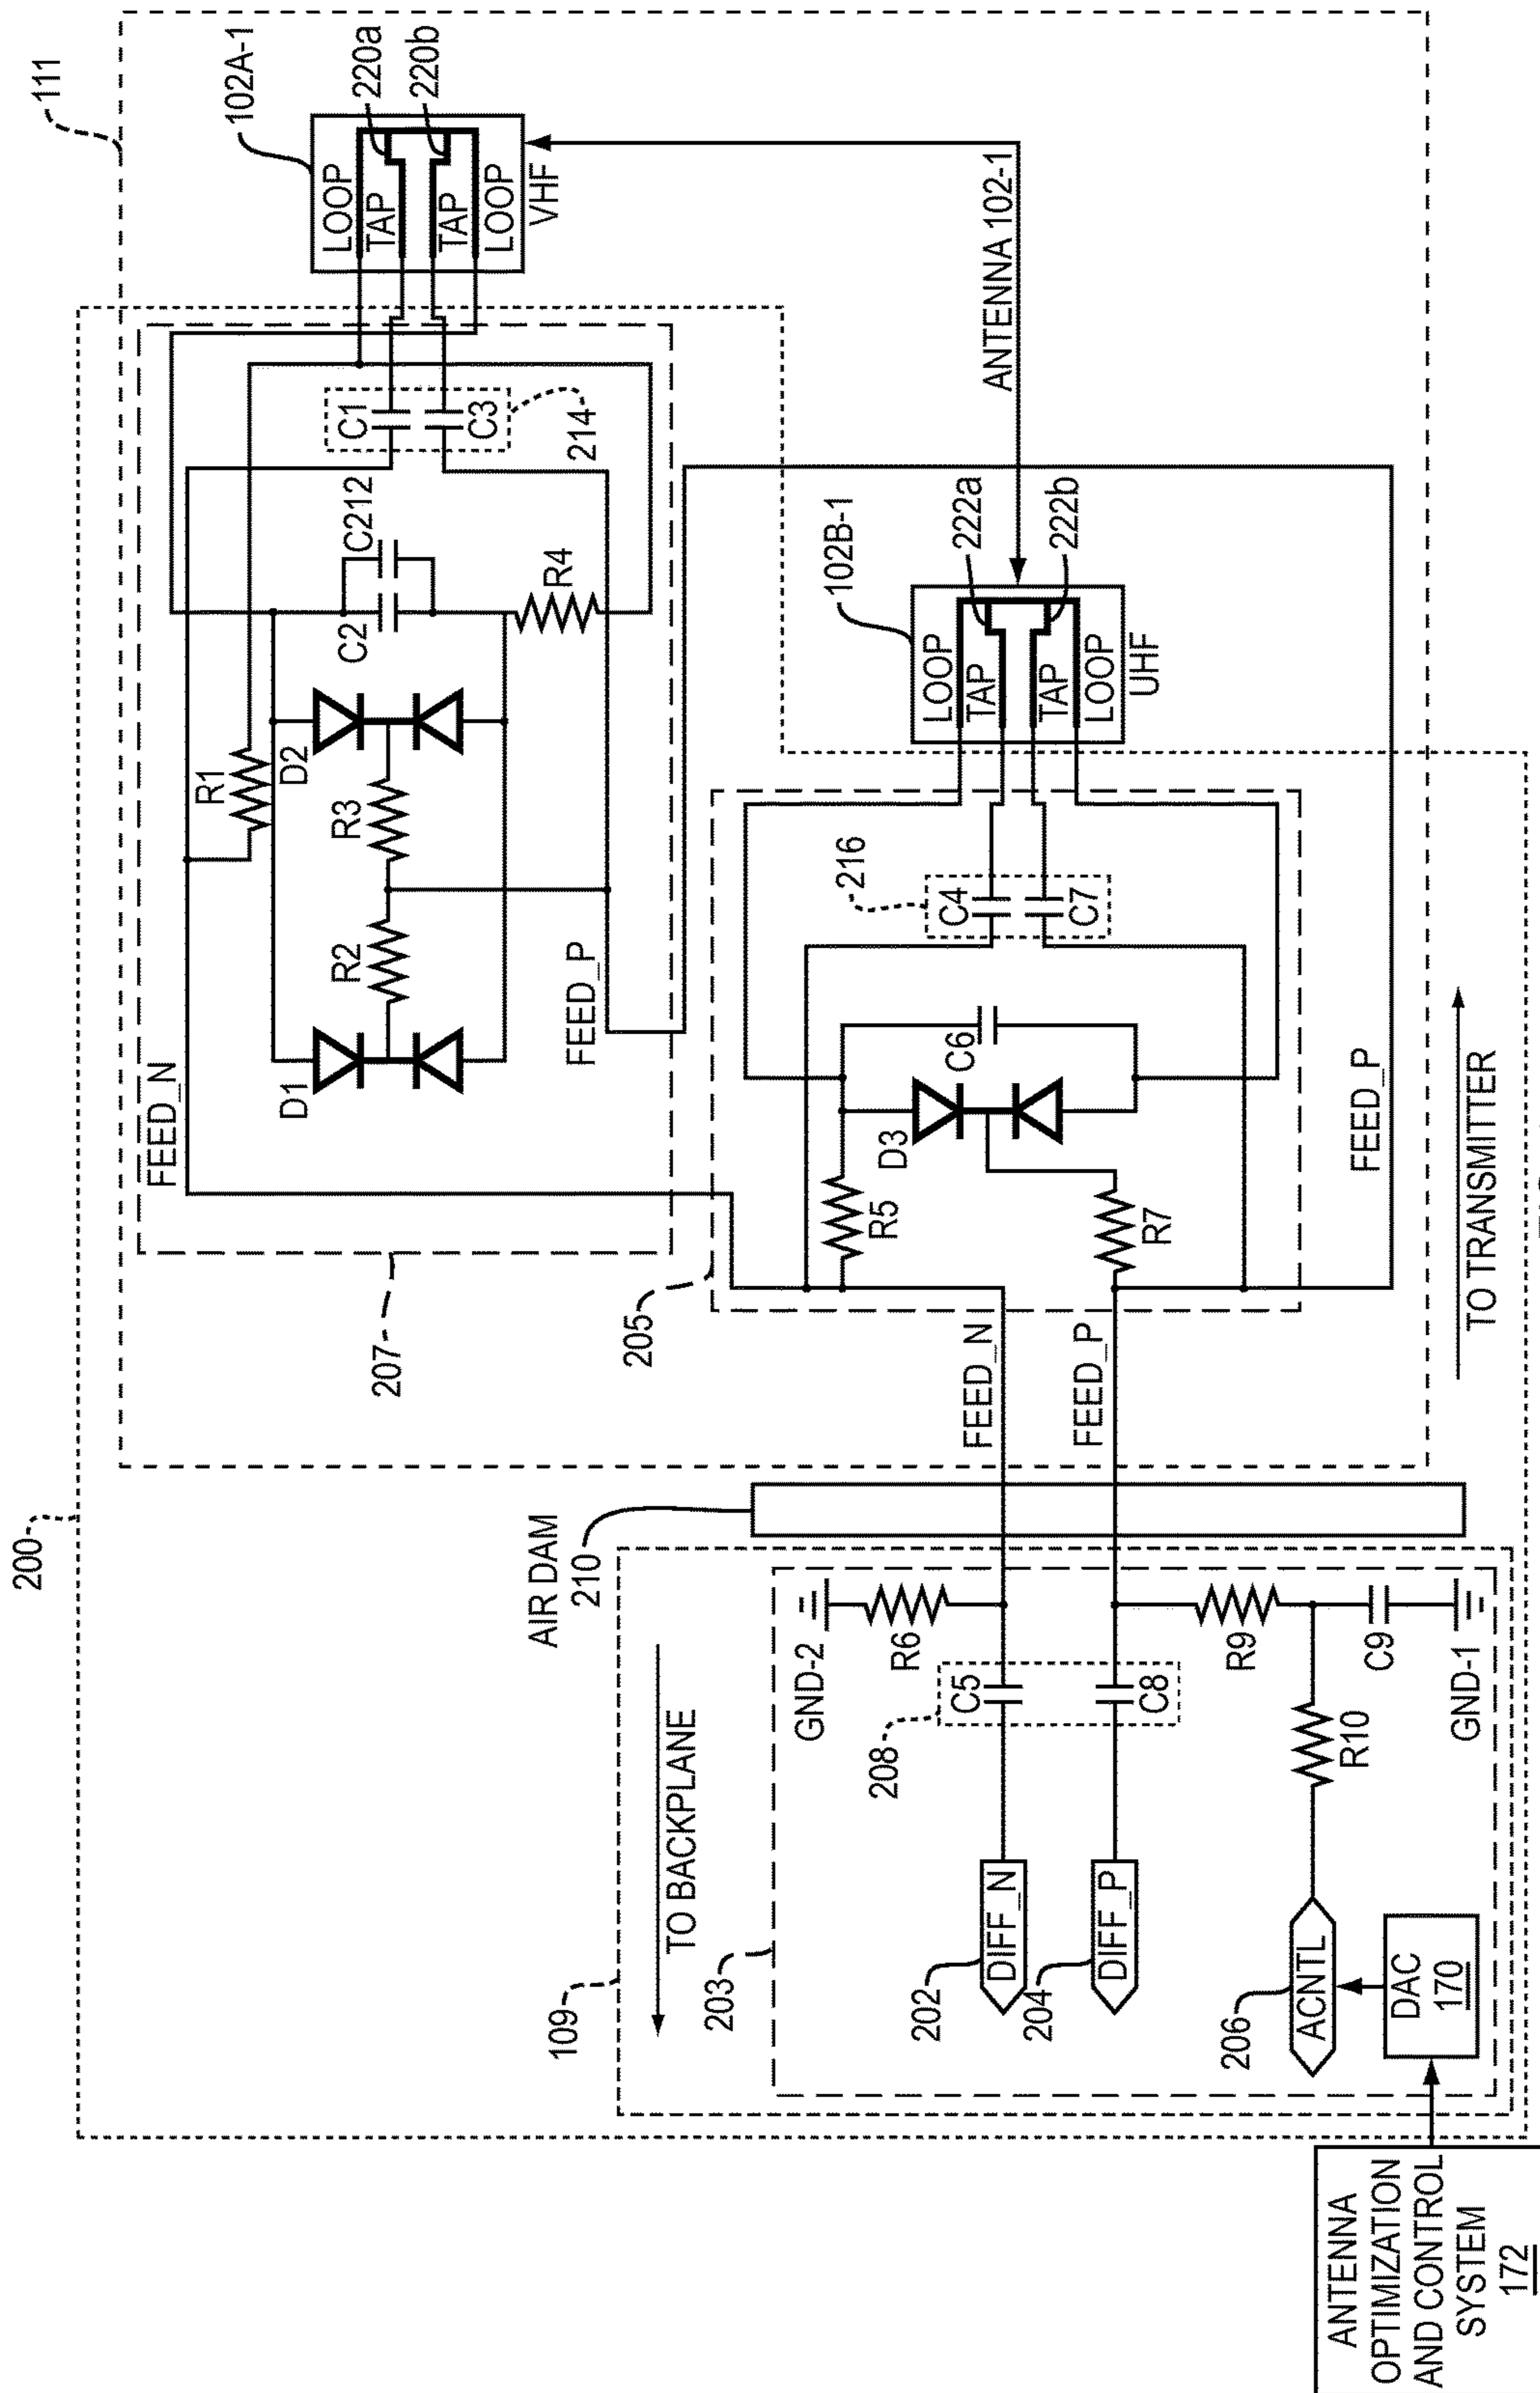 200
111
102A-1
220a
220b
LOOP
TAP
TAP
LOOP
VHF
C1
C3
214
C212
C2
R4
R1
D2
R3
R2
D1
FEED_N
FEED_P
207
ANTENNA 102-1
102B-1
222a
222b
LOOP
TAP
TAP
LOOP
UHF
216
C4
C7
C6
D3
R5
R7
205
FEED_N
FEED_P
FEED_P
TO TRANSMITTER
AIR DAM
210
GND-2
R6
C5
C8
208
R9
C9
GND-1
R10
TO BACKPLANE
109
203
202
DIFF_N
204
DIFF_P
206
ACNTL
DAC
170
ANTENNA
OPTIMIZATION
AND CONTROL
SYSTEM
172